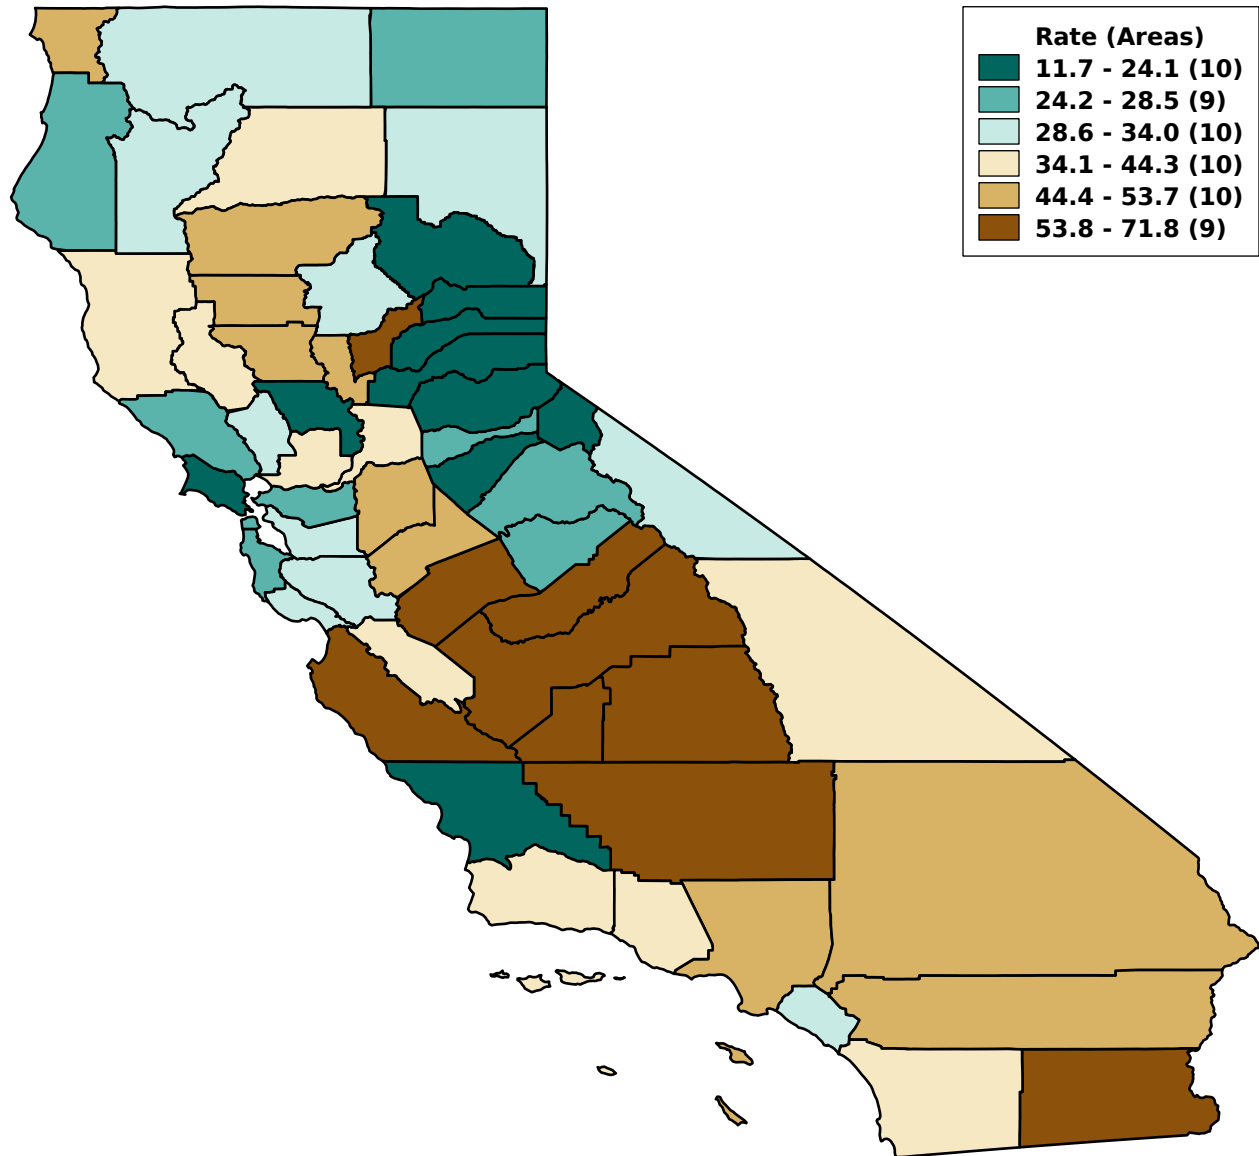 Rate (Areas)
11.7 - 24.1 (10)
24.2 - 28.5 (9)
28.6 - 34.0 (10)
34.1 - 44.3 (10)
44.4 - 53.7 (10)
53.8 - 71.8 (9)